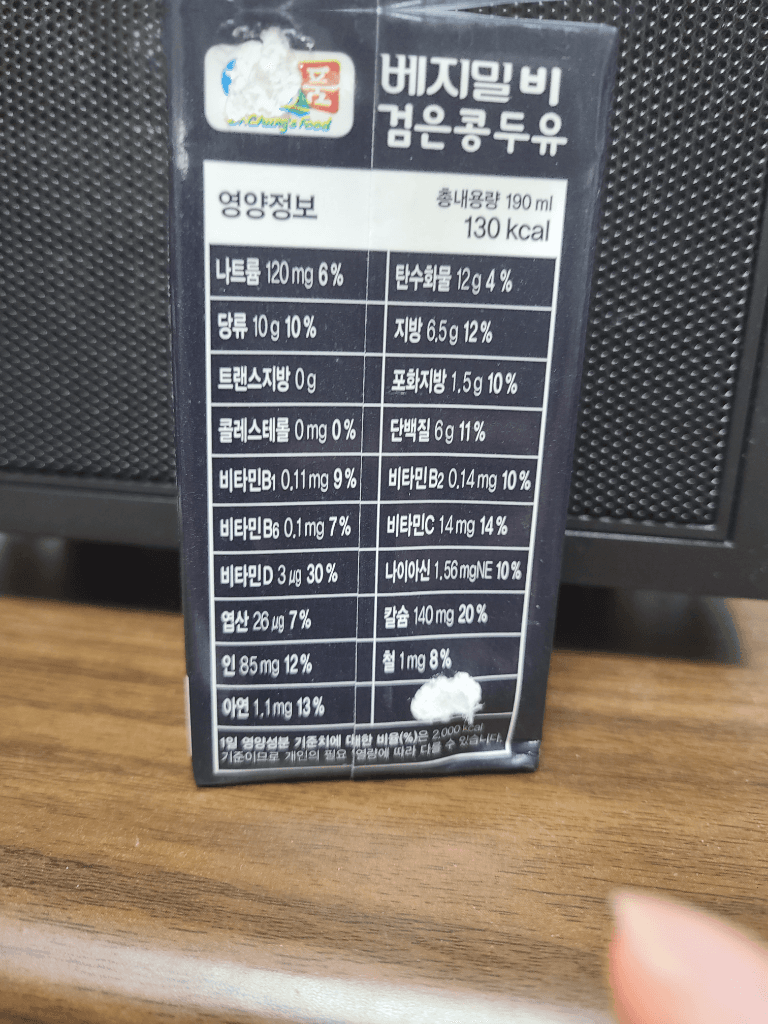 품
Dr.Chung's Food
베지밀 비
검은콩 두유
영양정보
총내용량 190 ml
130 kcal
나트륨 120 mg 6%
탄수화물 12 g 4%
당류 10 g 10%
지방 6.5 g 12%
트랜스지방 0 g
포화지방 1.5 g 10%
콜레스테롤 0 mg 0%
단백질 6 g 11%
비타민B1 0.11 mg 9%
비타민B2 0.14 mg 10%
비타민B6 0.1 mg 7%
비타민C 14 mg 14%
비타민D 3 μg 30%
나이아신 1.56 mgNE 10%
엽산 26 μg 7%
칼슘 140 mg 20%
인 85 mg 12%
철 1 mg 8%
아연 1.1 mg 13%
1일 영양성분 기준치에 대한 비율(%)은 2,000 kcal
기준이므로 개인의 필요 열량에 따라 다를 수 있습니다.